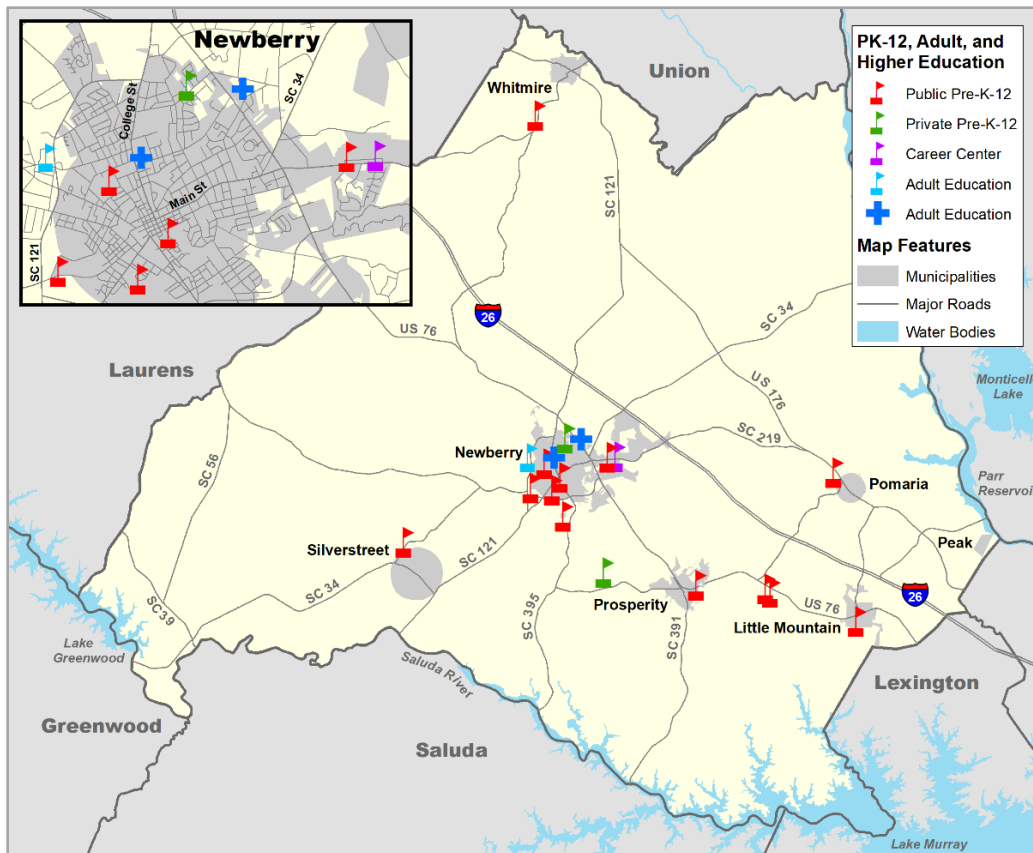 Newberry
College St
SC 34
Main St
SC 121
PK-12, Adult, and
Higher Education
Public Pre-K-12
Private Pre-K-12
Career Center
Adult Education
Adult Education
Map Features
Municipalities
Major Roads
Water Bodies
Union
Whitmire
SC 121
26
US 76
SC 34
Laurens
Monticell
Lake
US 176
SC 219
Newberry
SC 56
Parr
Reservoi
Pomaria
Peak
Silverstreet
SC 121
SC 34
SC 39
SC 395
Prosperity
SC 391
US 76
26
Little Mountain
Lake
Greenwood
Saluda River
Lexington
Greenwood
Saluda
Lake Murray